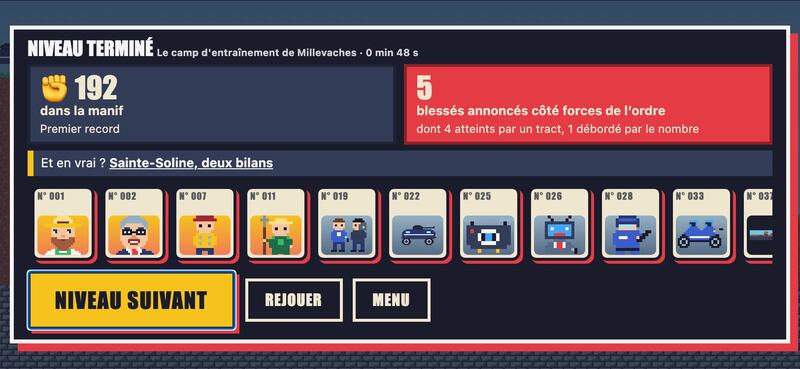 NIVEAU TERMINÉ Le camp d'entraînement de Millevaches · 0 min 48 s
✊ 192
dans la manif
Premier record
5
blessés annoncés côté forces de l'ordre
dont 4 atteints par un tract, 1 débordé par le nombre
Et en vrai ? Sainte-Soline, deux bilans
N° 001 N° 002 N° 007 N° 011 N° 019 N° 022 N° 025 N° 026 N° 028 N° 033 N° 037
NIVEAU SUIVANT REJOUER MENU